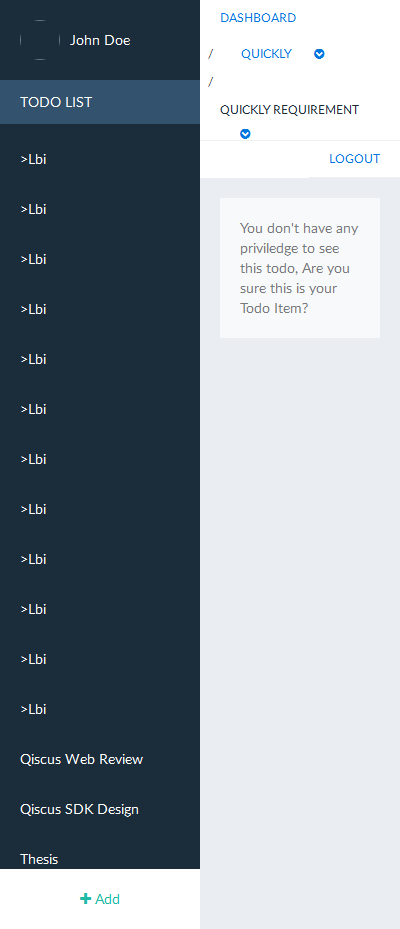 John Doe
TODO LIST
>Lbi
>Lbi
>Lbi
>Lbi
>Lbi
>Lbi
>Lbi
>Lbi
>Lbi
>Lbi
>Lbi
>Lbi
Qiscus Web Review
Qiscus SDK Design
Thesis
Add
DASHBOARD
/ QUICKLY
/
QUICKLY REQUIREMENT
LOGOUT
You don't have any
priviledge to see
this todo, Are you
sure this is your
Todo Item?